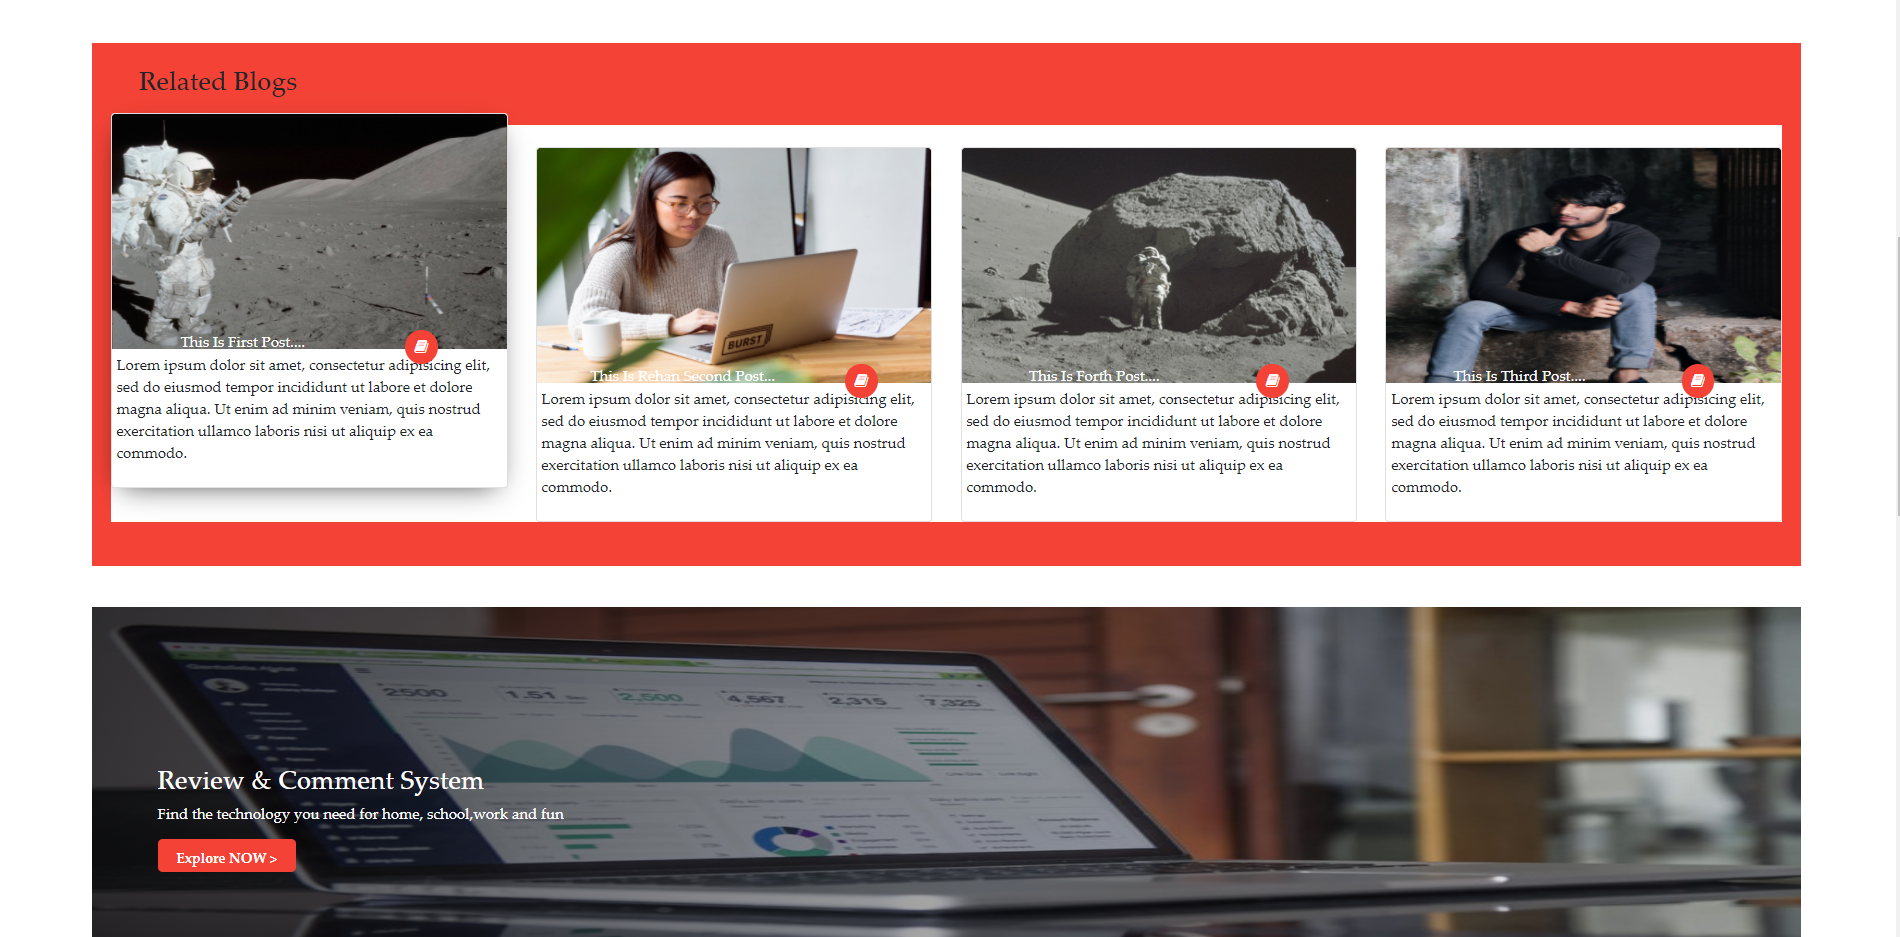 Related Blogs
This Is First Post....
Lorem ipsum dolor sit amet, consectetur adipisicing elit,
sed do eiusmod tempor incididunt ut labore et dolore
magna aliqua. Ut enim ad minim veniam, quis nostrud
exercitation ullamco laboris nisi ut aliquip ex ea
commodo.
BURST
This Is Rehan Second Post...
Lorem ipsum dolor sit amet, consectetur adipisicing elit,
sed do eiusmod tempor incididunt ut labore et dolore
magna aliqua. Ut enim ad minim veniam, quis nostrud
exercitation ullamco laboris nisi ut aliquip ex ea
commodo.
This Is Forth Post....
Lorem ipsum dolor sit amet, consectetur adipisicing elit,
sed do eiusmod tempor incididunt ut labore et dolore
magna aliqua. Ut enim ad minim veniam, quis nostrud
exercitation ullamco laboris nisi ut aliquip ex ea
commodo.
This Is Third Post....
Lorem ipsum dolor sit amet, consectetur adipisicing elit,
sed do eiusmod tempor incididunt ut labore et dolore
magna aliqua. Ut enim ad minim veniam, quis nostrud
exercitation ullamco laboris nisi ut aliquip ex ea
commodo.
2500 1.51 2,500 4,567 2,315 7,325
Review & Comment System
Find the technology you need for home, school,work and fun
Explore NOW >